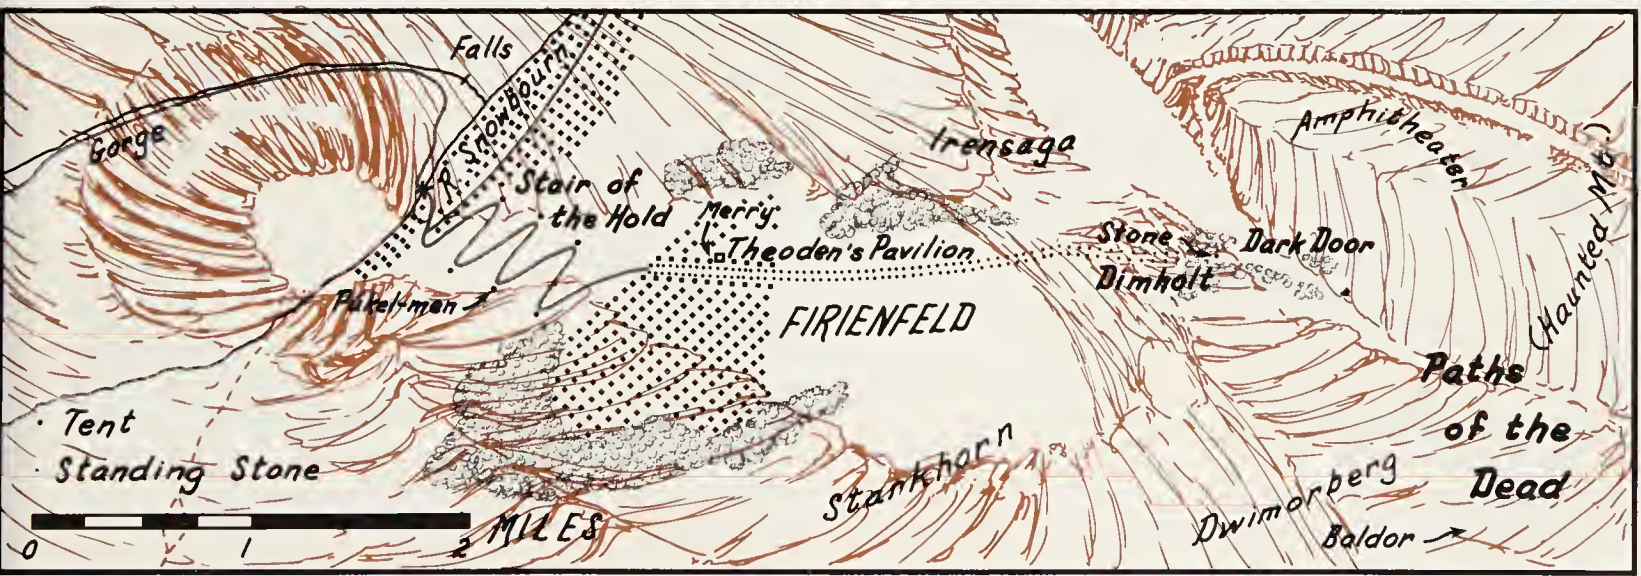 Falls
R. Snowbourn
Gorge
Amphitheater
Irensaga
(Haunted Mt.)
Stair of
the Hold
Merry
Theoden's Pavilion
Stone
Dark Door
Dimholt
Pukel-men
FIRIENFELD
Paths
of the
Dead
Tent
Standing Stone
Starkhorn
Dwimorberg
Baldor
0 1 2 MILES